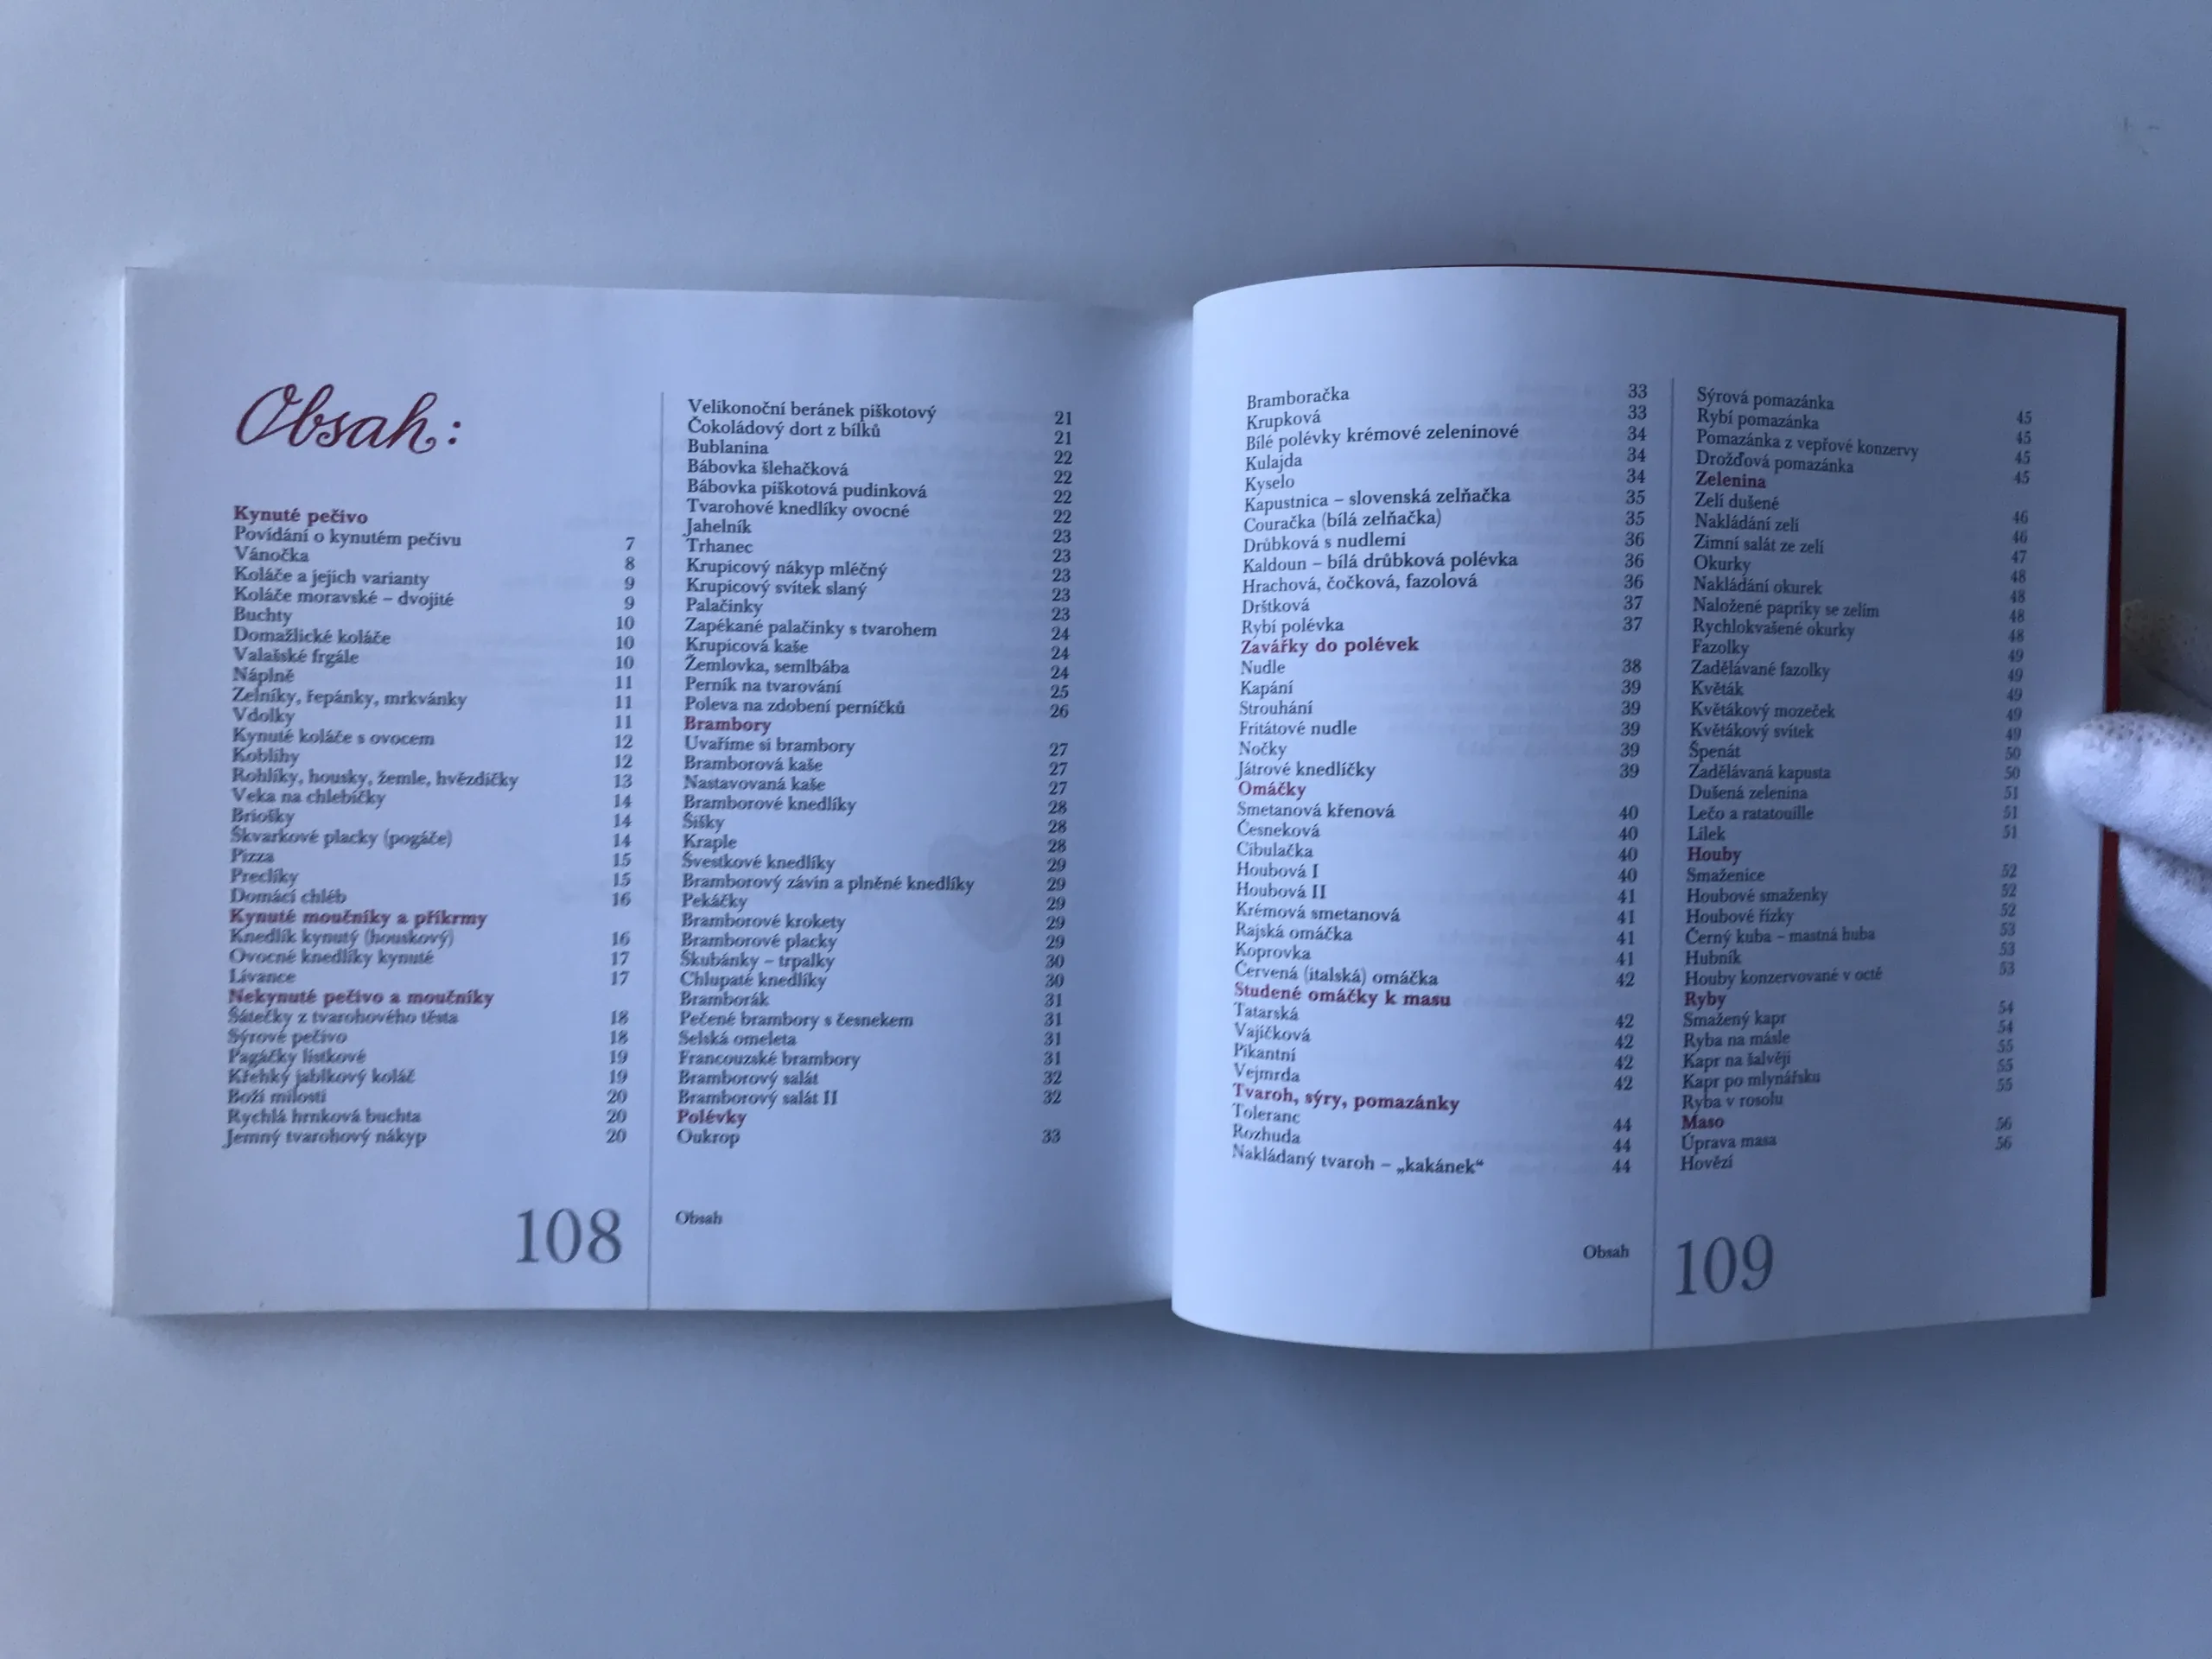 Obsah:
Kynuté pečivo
Povídání o kynutém pečivu 7
Vánočka 8
Koláče a jejich varianty 9
Koláče moravské – dvojité 9
Buchty 10
Domažlické koláče 10
Valašské frgále 10
Náplně 11
Zelníky, řepánky, mrkvánky 11
Vdolky 11
Kynuté koláče s ovocem 12
Koblihy 12
Rohlíky, housky, žemle, hvězdičky 13
Veka na chlebíčky 14
Briošky 14
Škvarkové placky (pogáče) 14
Pizza 15
Preclíky 15
Domácí chléb 16
Kynuté moučníky a příkrmy
Knedlík kynutý (houskový) 16
Ovocné knedlíky kynuté 17
Lívance 17
Nekynuté pečivo a moučníky
Šátečky z tvarohového těsta 18
Sýrové pečivo 18
Pagáčky lístkové 19
Křehký jablkový koláč 19
Boží milosti 20
Rychlá hrnková buchta 20
Jemný tvarohový nákyp 20
108
Velikonoční beránek piškotový 21
Čokoládový dort z bílků 21
Bublanina 22
Bábovka šlehačková 22
Bábovka piškotová pudinková 22
Tvarohové knedlíky ovocné 22
Jahelník 23
Trhanec 23
Krupicový nákyp mléčný 23
Krupicový svítek slaný 23
Palačinky 23
Zapékané palačinky s tvarohem 24
Krupicová kaše 24
Žemlovka, semlbába 24
Perník na tvarování 25
Poleva na zdobení perníčků 26
Brambory
Uvaříme si brambory 27
Bramborová kaše 27
Nastavovaná kaše 27
Bramborové knedlíky 28
Šišky 28
Kraple 28
Švestkové knedlíky 29
Bramborový závin a plněné knedlíky 29
Pekáčky 29
Bramborové krokety 29
Bramborové placky 29
Škubánky – trpalky 30
Chlupaté knedlíky 30
Bramborák 31
Pečené brambory s česnekem 31
Selská omeleta 31
Francouzské brambory 31
Bramborový salát 32
Bramborový salát II 32
Polévky
Oukrop 33
Obsah
Bramboračka 33
Krupková 33
Bílé polévky krémové zeleninové 34
Kulajda 34
Kyselo 34
Kapustnica – slovenská zelňačka 35
Couračka (bílá zelňačka) 35
Drůbková s nudlemi 36
Kaldoun – bílá drůbková polévka 36
Hrachová, čočková, fazolová 36
Drštková 37
Rybí polévka 37
Zavářky do polévek
Nudle 38
Kapání 39
Strouhání 39
Fritátové nudle 39
Nočky 39
Játrové knedlíčky 39
Omáčky
Smetanová křenová 40
Česneková 40
Cibulačka 40
Houbová I 40
Houbová II 41
Krémová smetanová 41
Rajská omáčka 41
Koprovka 41
Červená (italská) omáčka 42
Studené omáčky k masu
Tatarská 42
Vajíčková 42
Pikantní 42
Vejmrda 42
Tvaroh, sýry, pomazánky
Toleranc 44
Rozhuda 44
Nakládaný tvaroh – „kakánek“ 44
Obsah
Sýrová pomazánka 45
Rybí pomazánka 45
Pomazánka z vepřové konzervy 45
Drožďová pomazánka 45
Zelenina
Zelí dušené 46
Nakládání zelí 46
Zimní salát ze zelí 47
Okurky 48
Nakládání okurek 48
Naložené papriky se zelím 48
Rychlokvašené okurky 48
Fazolky 49
Zadělávané fazolky 49
Květák 49
Květákový mozeček 49
Květákový svítek 49
Špenát 50
Zadělávaná kapusta 50
Dušená zelenina 51
Lečo a ratatouille 51
Lilek 51
Houby
Smaženice 52
Houbové smaženky 52
Houbové řízky 52
Černý kuba – mastná huba 53
Hubník 53
Houby konzervované v octě 53
Ryby
Smažený kapr 54
Ryba na másle 54
Kapr na šalvěji 55
Kapr po mlynářsku 55
Ryba v rosolu 55
Maso
Úprava masa 56
Hovězí 56
109